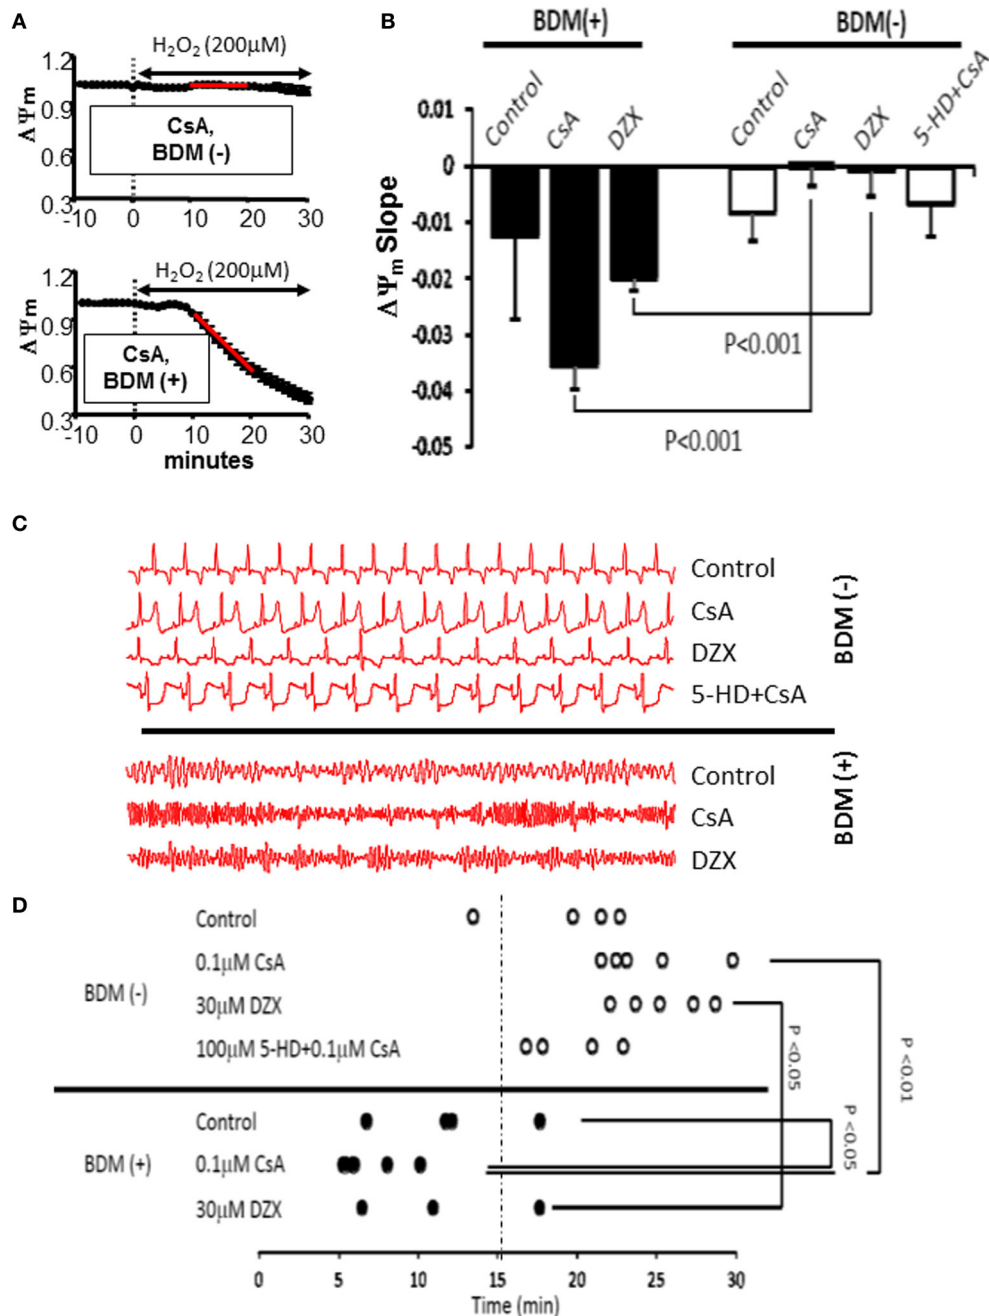 A
H₂O₂ (200μM)
1.2
0.9
0.6
0.3
ΔΨm
CsA,
BDM (-)
-10 0 10 20 30
H₂O₂ (200μM)
1.2
0.9
0.6
0.3
ΔΨm
CsA,
BDM (+)
-10 0 10 20 30
minutes
B
BDM(+)
BDM(-)
Control
CsA
DZX
Control
CsA
DZX
5-HD+CsA
0.01
0
-0.01
-0.02
-0.03
-0.04
-0.05
ΔΨm Slope
P<0.001
P<0.001
C
Control
CsA
DZX
5-HD+CsA
BDM (-)
Control
CsA
DZX
BDM (+)
D
BDM (-)
Control
0.1μM CsA
30μM DZX
100μM 5-HD+0.1μM CsA
P <0.05
P <0.01
BDM (+)
Control
0.1μM CsA
30μM DZX
P <0.05
0 5 10 15 20 25 30
Time (min)